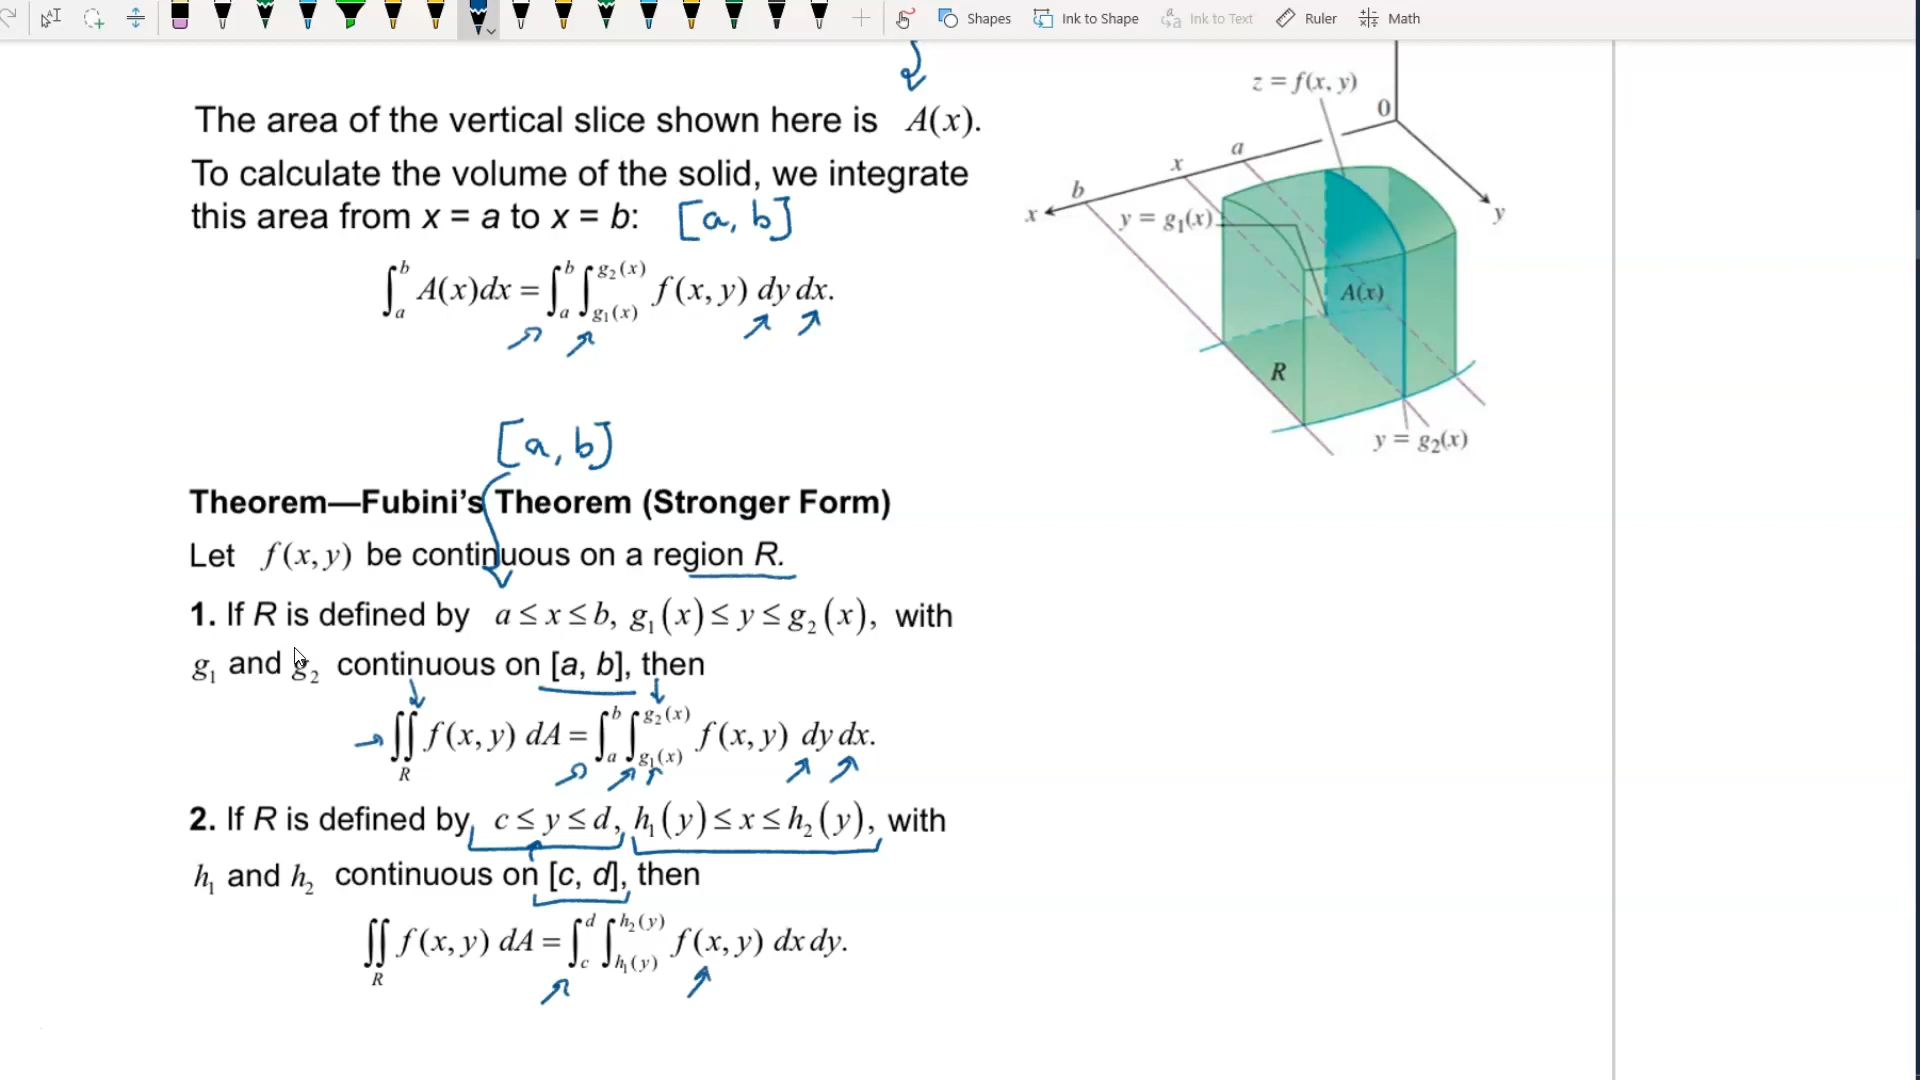 Shapes Ink to Shape Ink to Text Ruler Math
The area of the vertical slice shown here is A(x).
To calculate the volume of the solid, we integrate
this area from x = a to x = b: [a, b]
∫_a^b A(x)dx = ∫_a^b ∫_{g₁(x)}^{g₂(x)} f(x, y) dy dx.
z = f(x, y)
0
a
x
b
x
y = g₁(x)
y
A(x)
R
y = g₂(x)
[a, b]
Theorem—Fubini’s Theorem (Stronger Form)
Let f(x, y) be continuous on a region R.
1. If R is defined by a ≤ x ≤ b, g₁(x) ≤ y ≤ g₂(x), with
g₁ and g₂ continuous on [a, b], then
∬_R f(x, y) dA = ∫_a^b ∫_{g₁(x)}^{g₂(x)} f(x, y) dy dx.
2. If R is defined by c ≤ y ≤ d, h₁(y) ≤ x ≤ h₂(y), with
h₁ and h₂ continuous on [c, d], then
∬_R f(x, y) dA = ∫_c^d ∫_{h₁(y)}^{h₂(y)} f(x, y) dx dy.